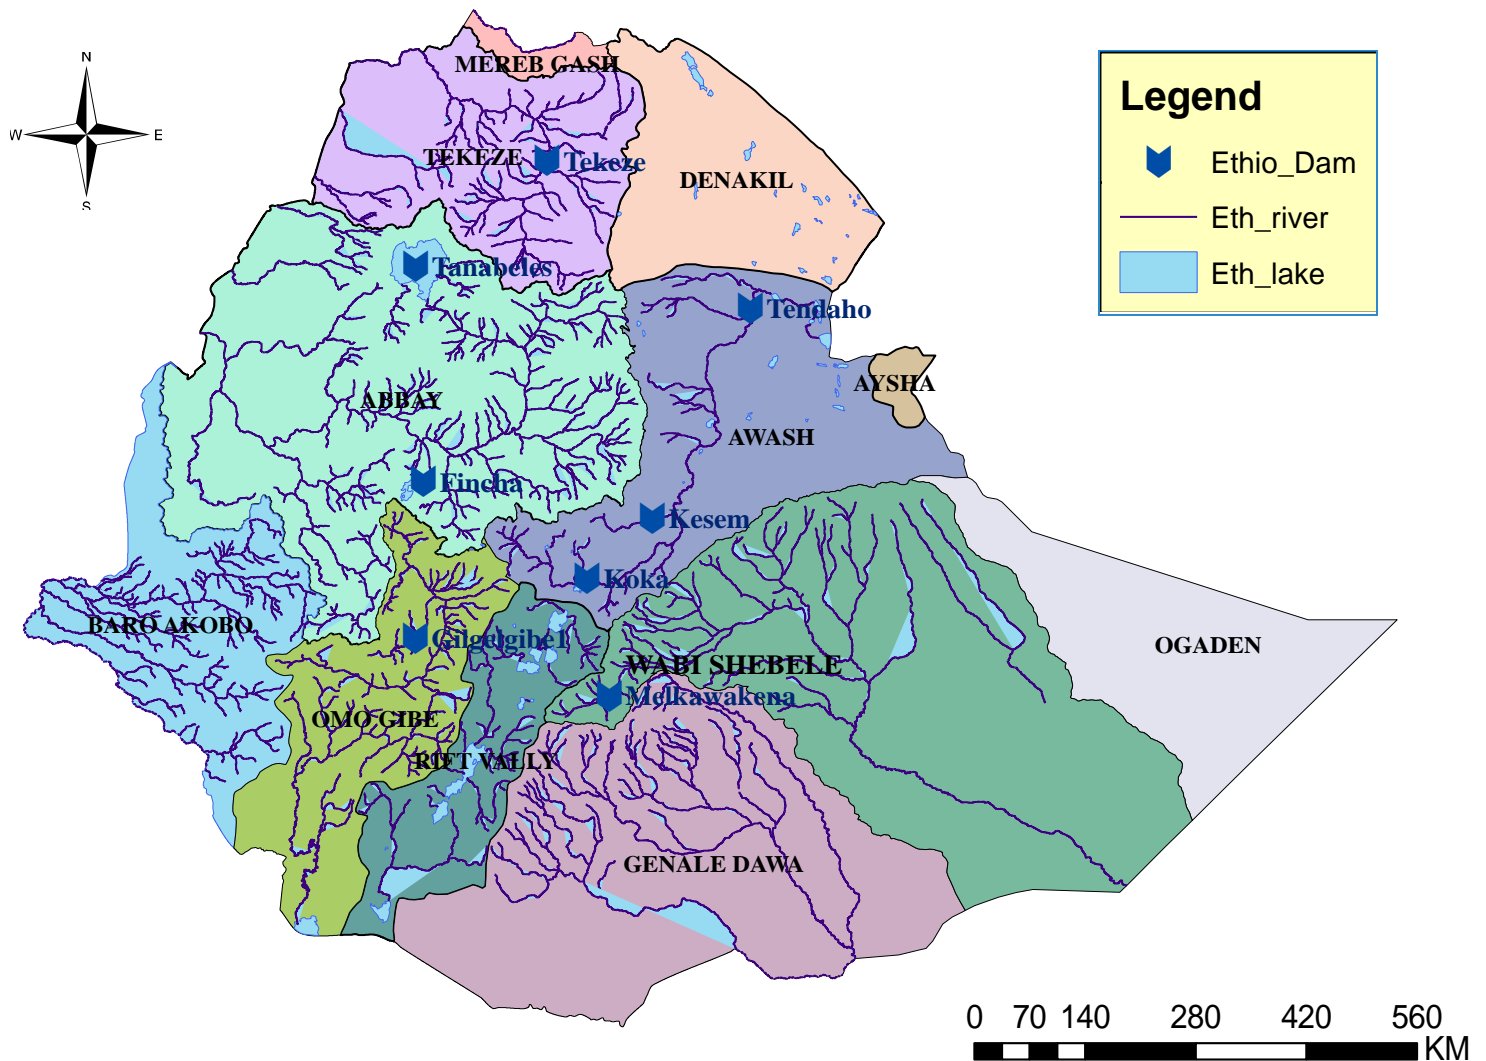 N
W
E
S
Legend
Ethio_Dam
Eth_river
Eth_lake
MEREB GASH
TEKEZE
Tekeze
DENAKIL
Tanabeles
Tendaho
AYSHA
ABBAY
AWASH
Fincha
Kesem
Koka
BARO AKOBO
Gilgelgibe1
OGADEN
WABI SHEBELE
Melkawakena
OMO GIBE
RIFT VALLY
GENALE DAWA
0 70 140 280 420 560
KM